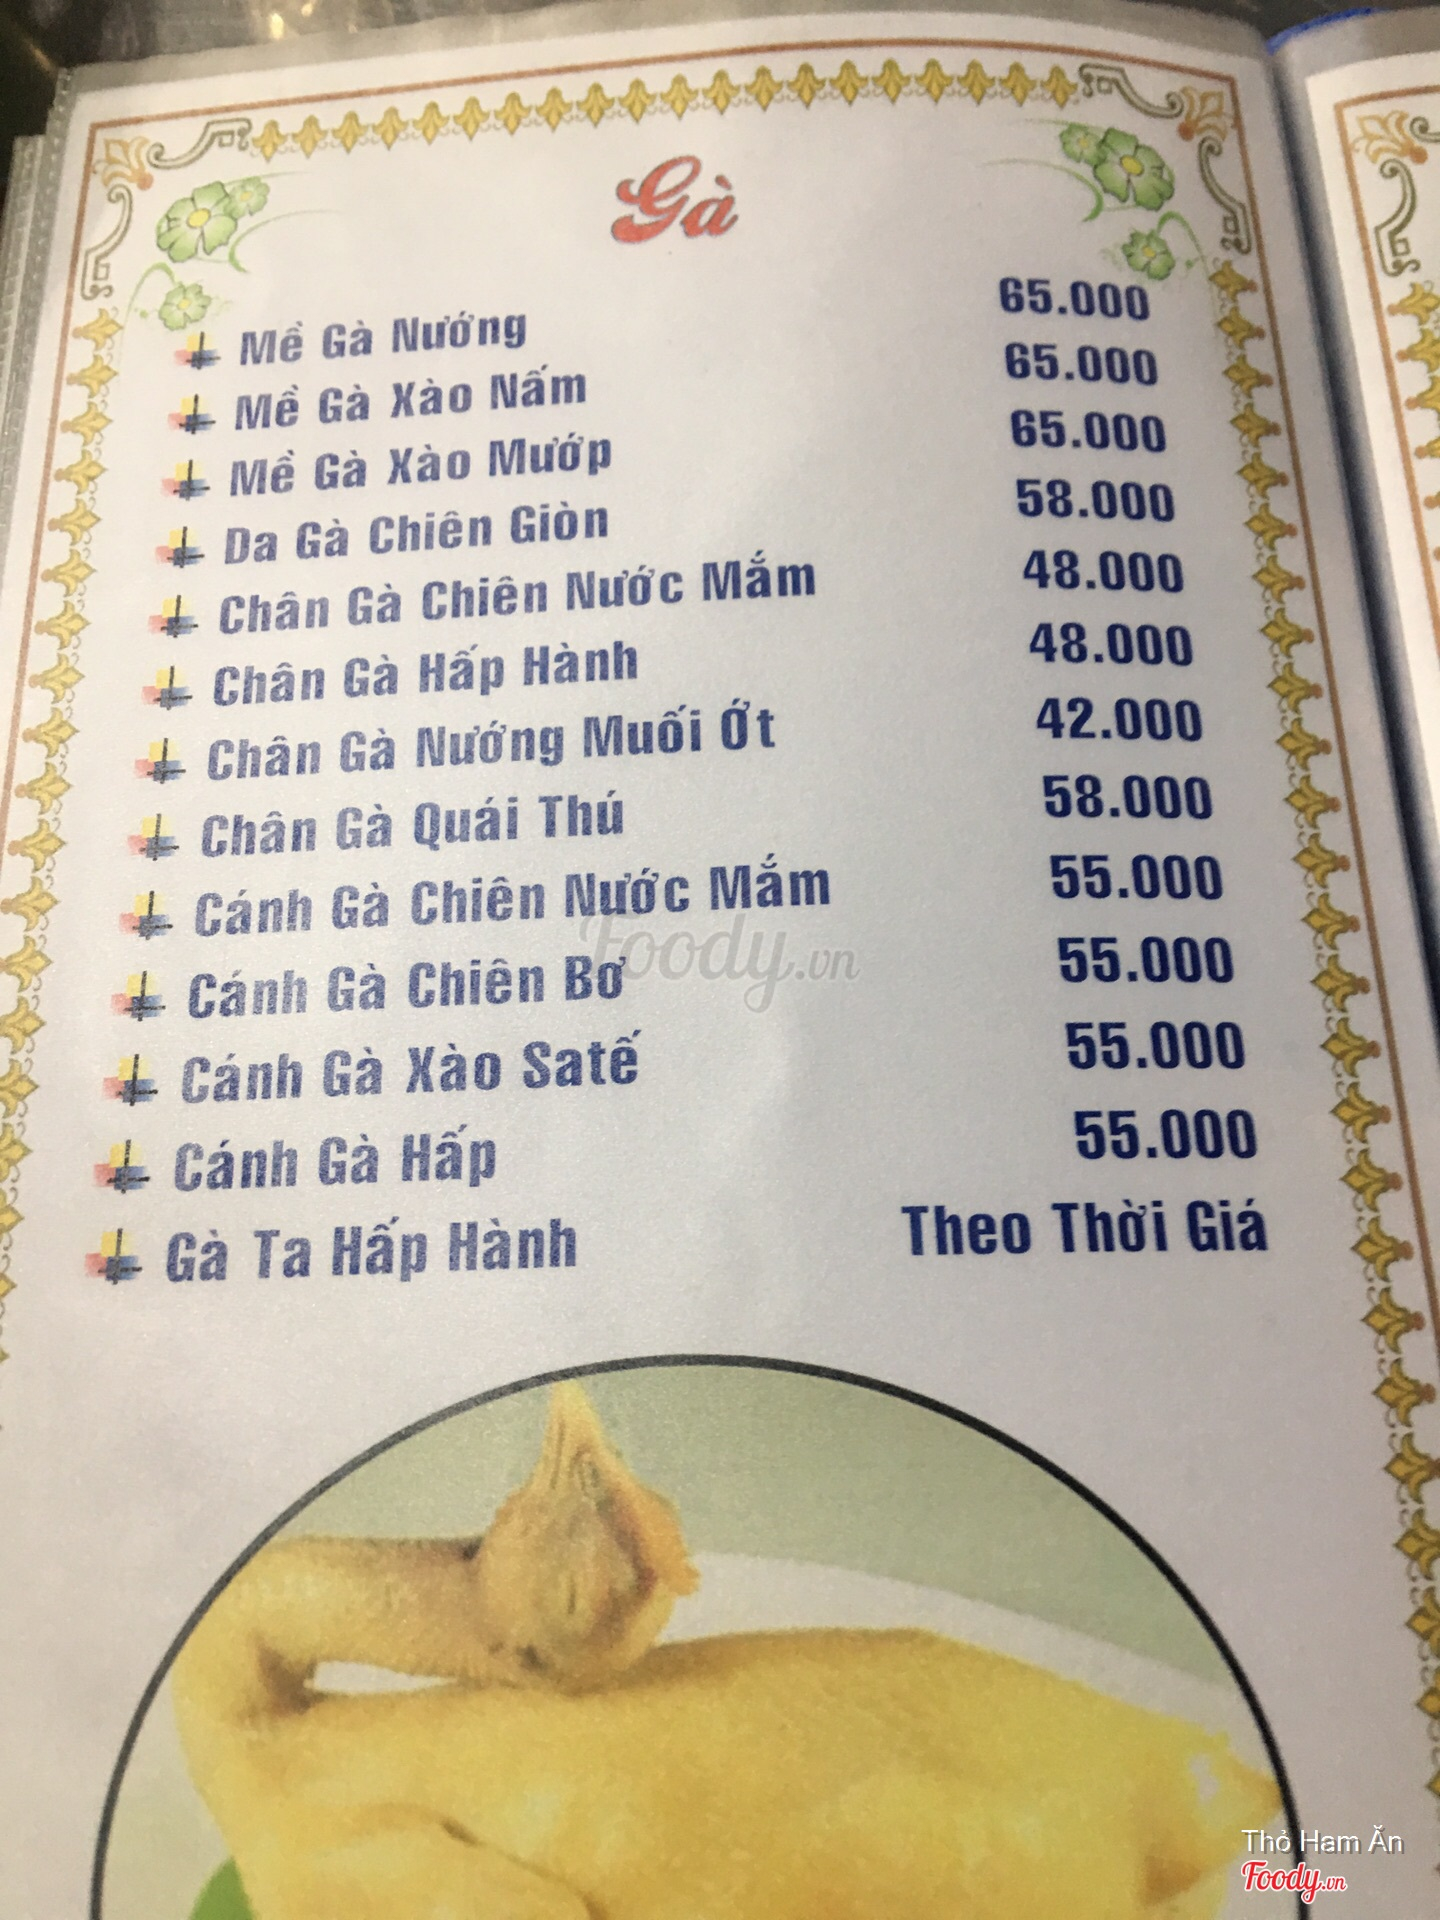 Gà
Mề Gà Nướng 65.000
Mề Gà Xào Nấm 65.000
Mề Gà Xào Mướp 65.000
Da Gà Chiên Giòn 58.000
Chân Gà Chiên Nước Mắm 48.000
Chân Gà Hấp Hành 48.000
Chân Gà Nướng Muối Ớt 42.000
Chân Gà Quái Thú 58.000
Cánh Gà Chiên Nước Mắm 55.000
Cánh Gà Chiên Bơ 55.000
Cánh Gà Xào Satế 55.000
Cánh Gà Hấp 55.000
Gà Ta Hấp Hành Theo Thời Giá
Foody.vn
Thỏ Ham Ăn
Foody.vn